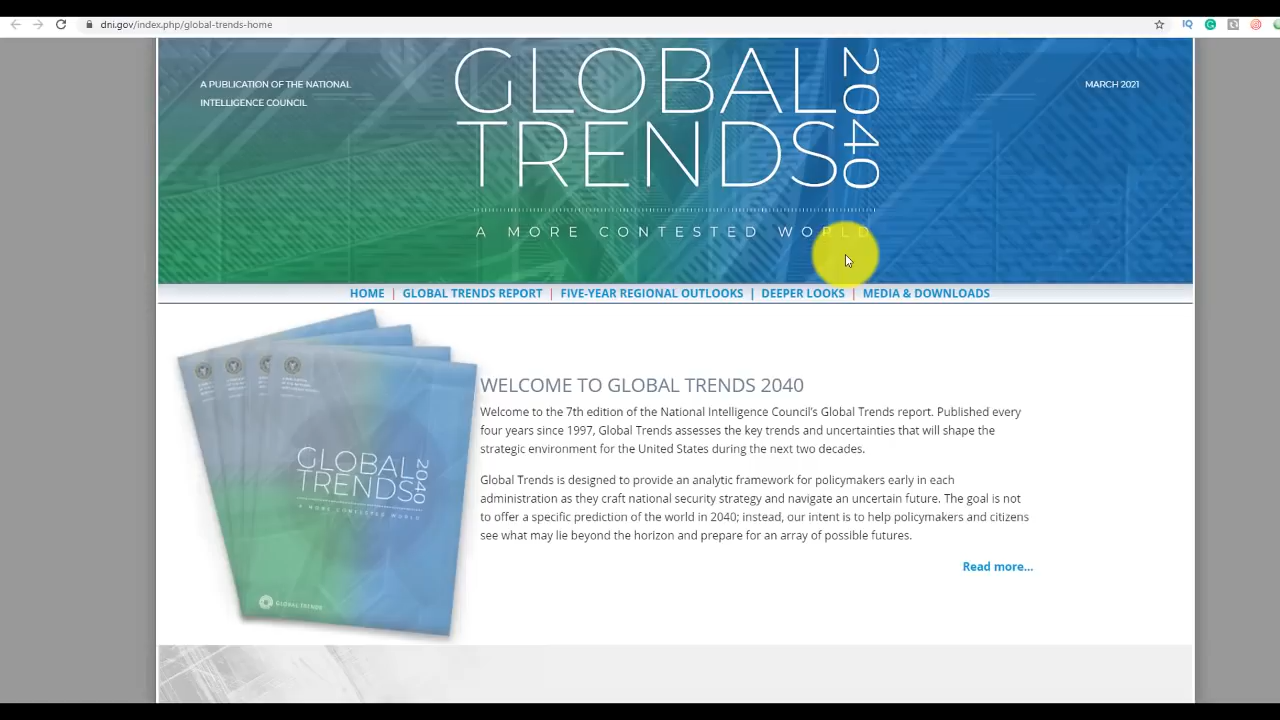 dni.gov/index.php/global-trends-home
A PUBLICATION OF THE NATIONAL
INTELLIGENCE COUNCIL
GLOBAL
TRENDS
2040
A MORE CONTESTED WORLD
MARCH 2021
HOME | GLOBAL TRENDS REPORT | FIVE-YEAR REGIONAL OUTLOOKS | DEEPER LOOKS | MEDIA & DOWNLOADS
GLOBAL
TRENDS
2040
A MORE CONTESTED WORLD
GLOBAL TRENDS
WELCOME TO GLOBAL TRENDS 2040
Welcome to the 7th edition of the National Intelligence Council's Global Trends report. Published every
four years since 1997, Global Trends assesses the key trends and uncertainties that will shape the
strategic environment for the United States during the next two decades.
Global Trends is designed to provide an analytic framework for policymakers early in each
administration as they craft national security strategy and navigate an uncertain future. The goal is not
to offer a specific prediction of the world in 2040; instead, our intent is to help policymakers and citizens
see what may lie beyond the horizon and prepare for an array of possible futures.
Read more...